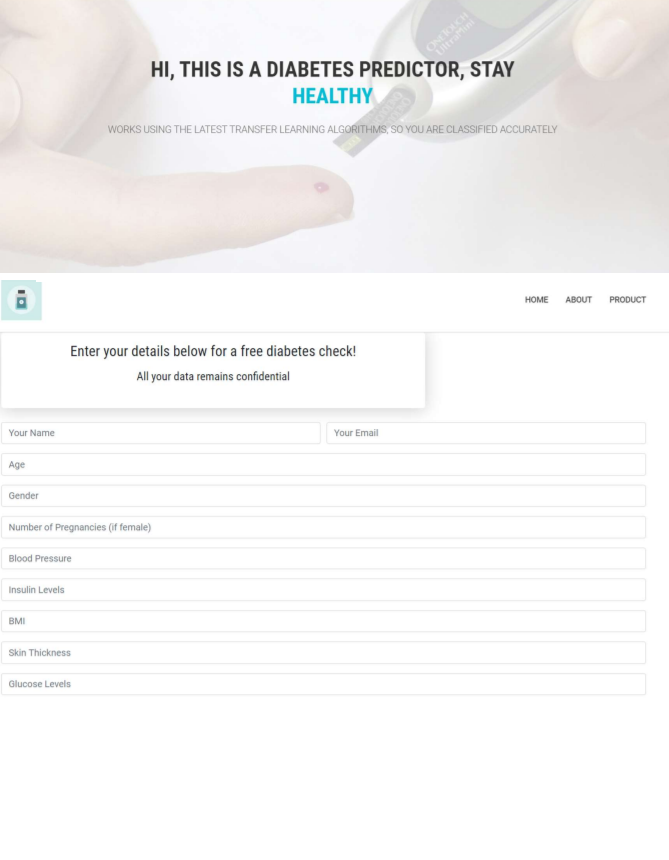 OneTouch
UltraMini
HI, THIS IS A DIABETES PREDICTOR, STAY
HEALTHY
WORKS USING THE LATEST TRANSFER LEARNING ALGORITHMS, SO YOU ARE CLASSIFIED ACCURATELY
HOME ABOUT PRODUCT
Enter your details below for a free diabetes check!
All your data remains confidential
Your Name Your Email
Age
Gender
Number of Pregnancies (if female)
Blood Pressure
Insulin Levels
BMI
Skin Thickness
Glucose Levels